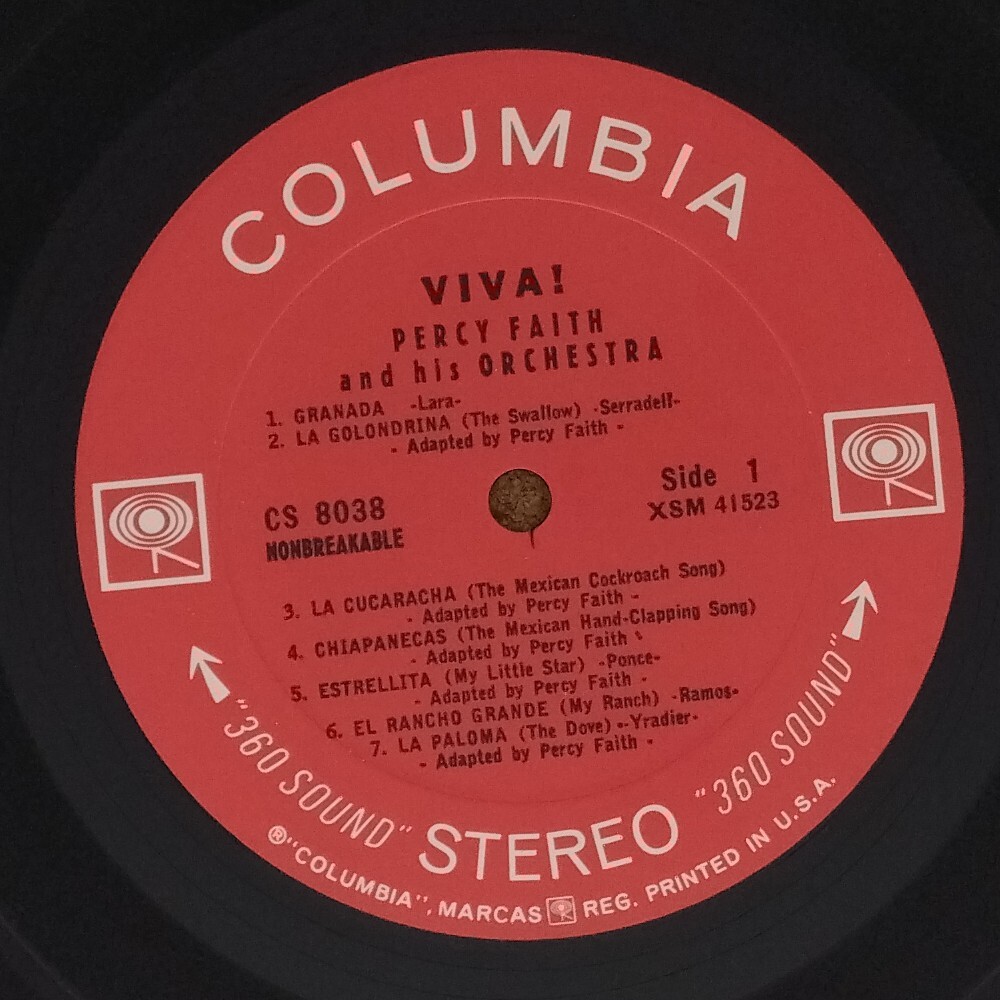 COLUMBIA
VIVA!
PERCY FAITH
and his ORCHESTRA
1. GRANADA -Lara-
2. LA GOLONDRINA (The Swallow) -Serradell-
- Adapted by Percy Faith -
CS 8038
NONBREAKABLE
Side 1
XSM 41523
3. LA CUCARACHA (The Mexican Cockroach Song)
- Adapted by Percy Faith -
4. CHIAPANECAS (The Mexican Hand-Clapping Song)
- Adapted by Percy Faith -
5. ESTRELLITA (My Little Star) -Ponce-
- Adapted by Percy Faith -
6. EL RANCHO GRANDE (My Ranch) -Ramos-
7. LA PALOMA (The Dove) -Yradier-
- Adapted by Percy Faith -
"360 SOUND" STEREO "360 SOUND"
®"COLUMBIA", MARCAS REG. PRINTED IN U.S.A.